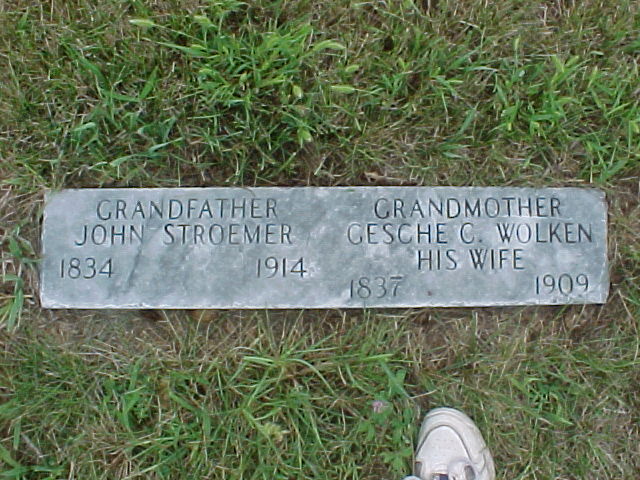 GRANDFATHER
JOHN STROEMER
1834 1914
GRANDMOTHER
GESCHE C. WOLKEN
HIS WIFE
1837 1909